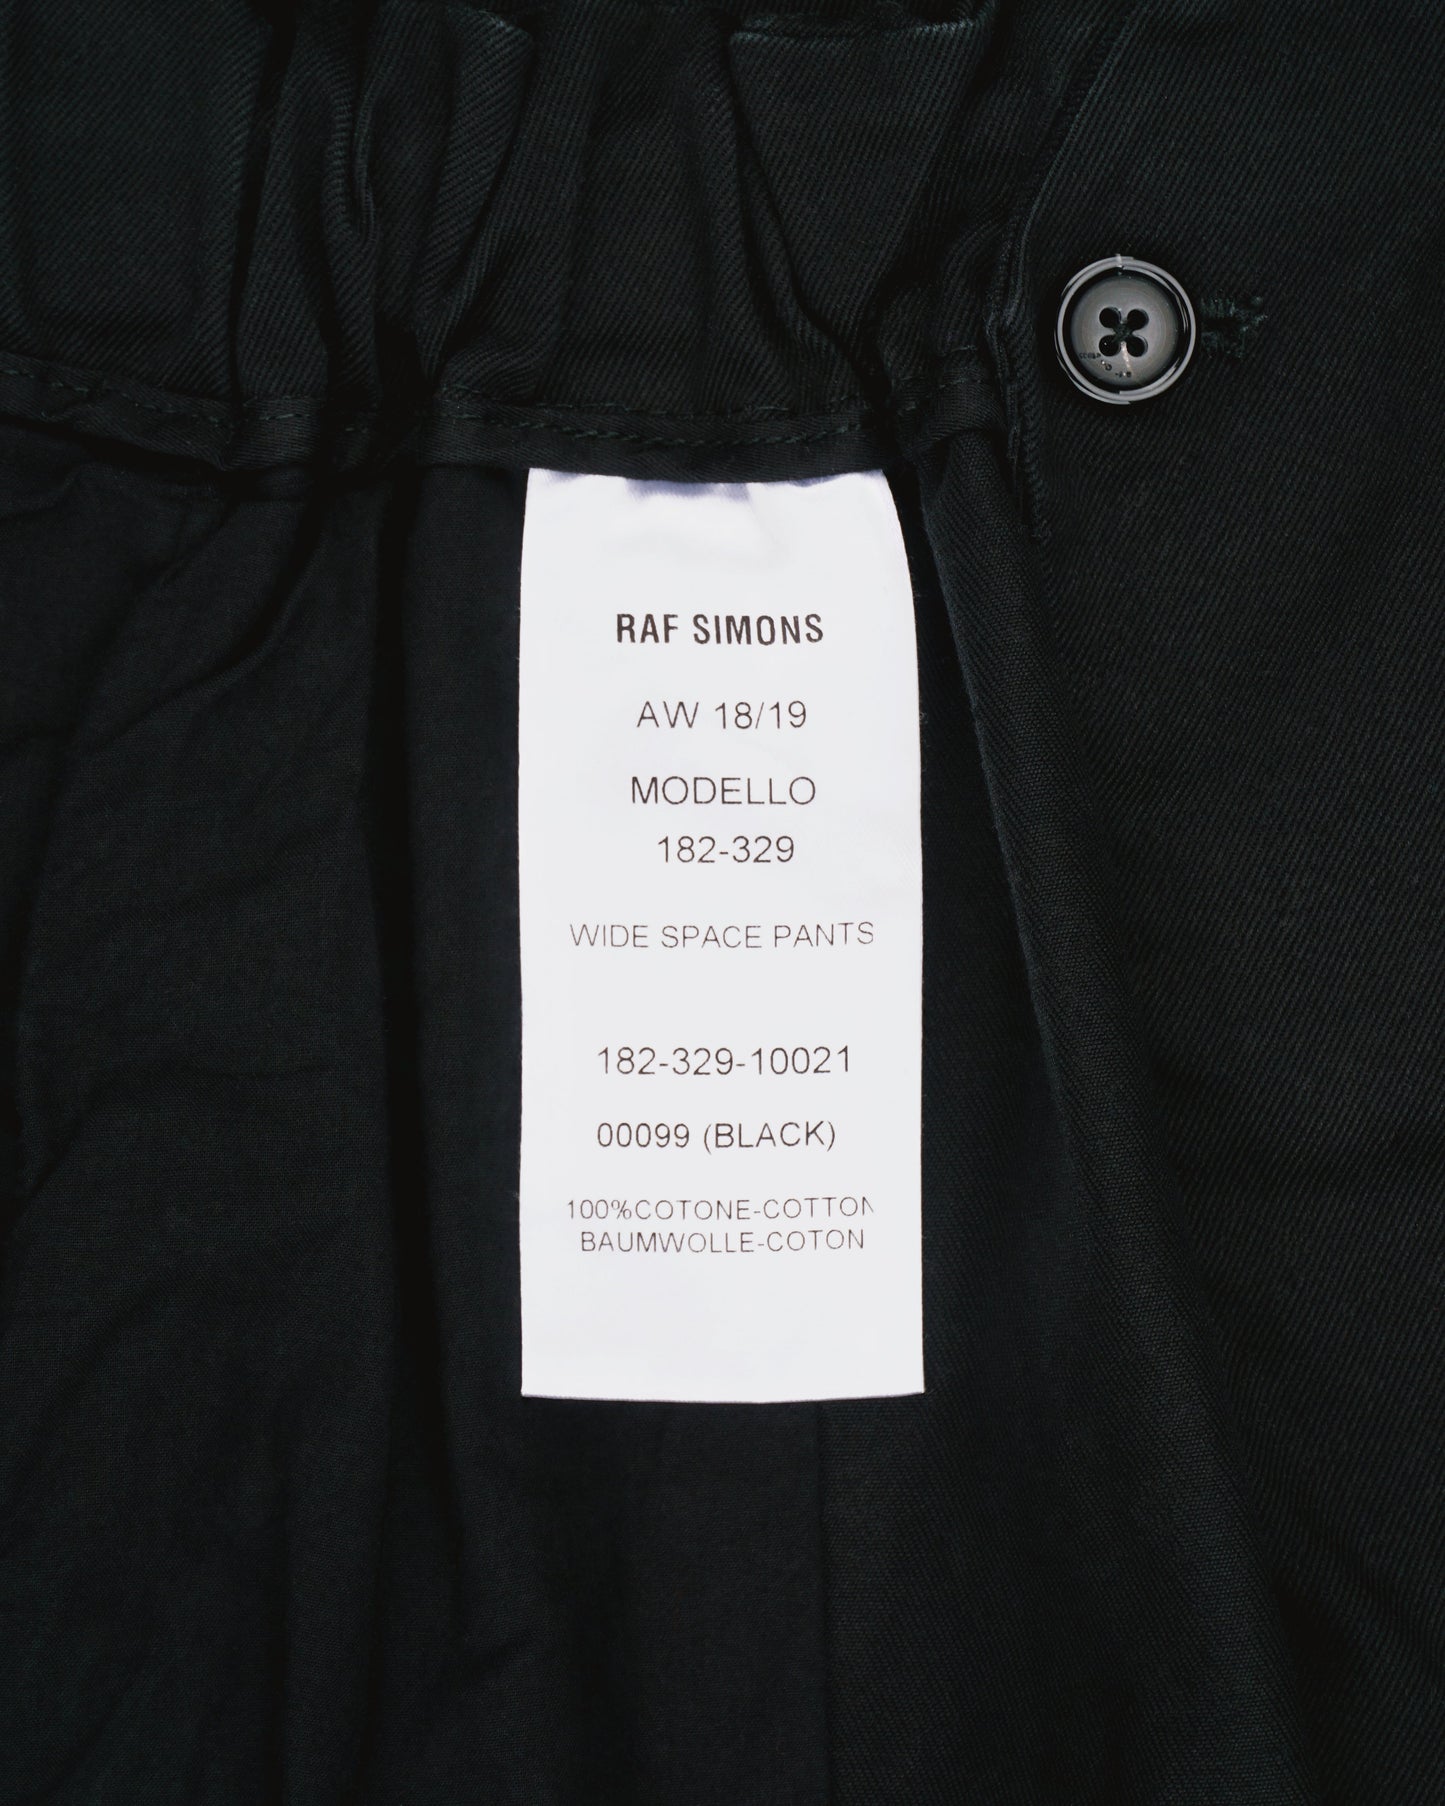 RAF SIMONS
AW 18/19
MODELLO
182-329
WIDE SPACE PANTS
182-329-10021
00099 (BLACK)
100%COTONE-COTTON
BAUMWOLLE-COTON